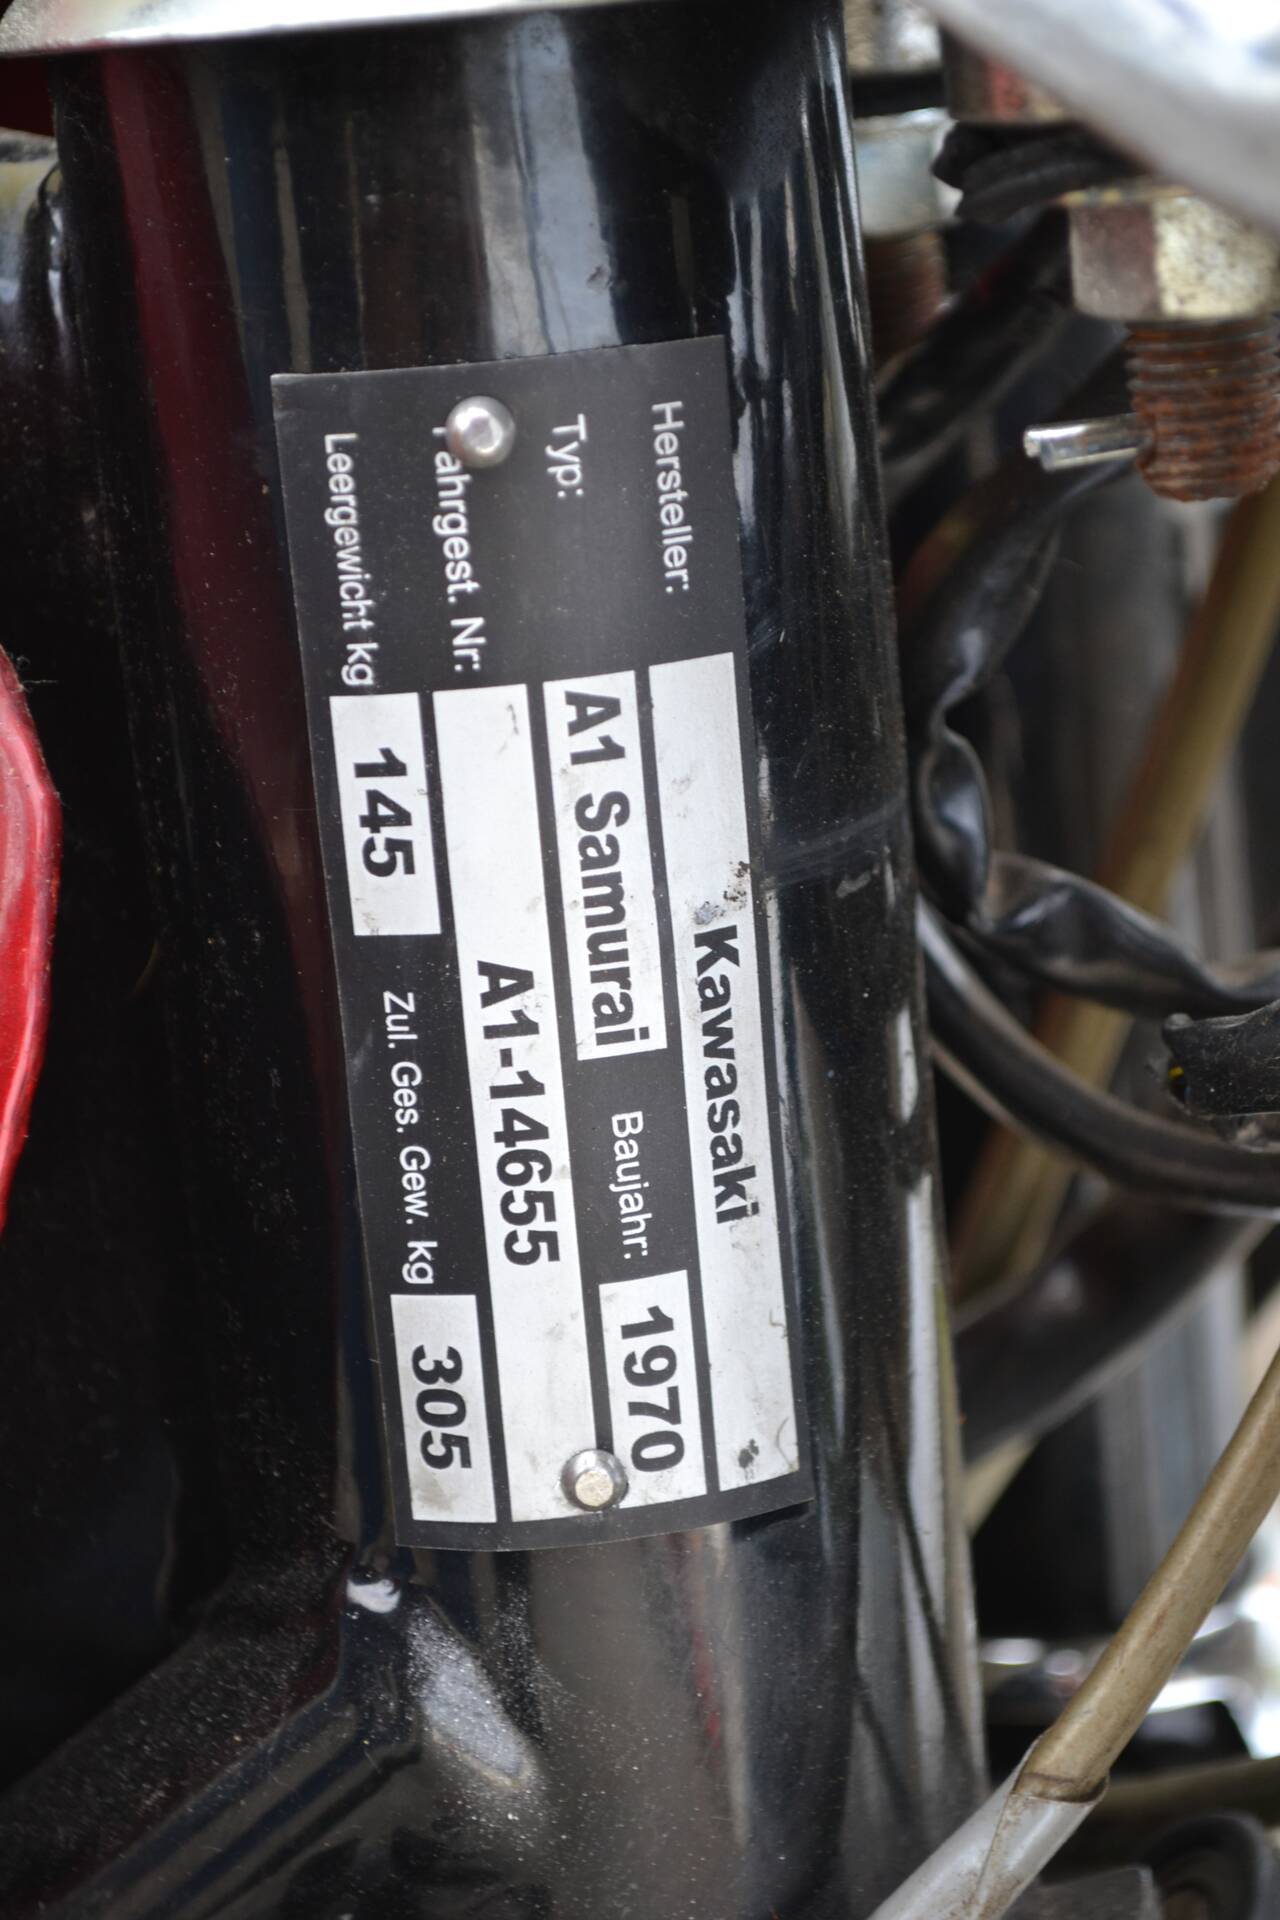 Hersteller: Kawasaki
Typ: A1 Samurai Baujahr: 1970
Fahrgest. Nr: A1-14655
Leergewicht kg 145 Zul. Ges. Gew. kg 305